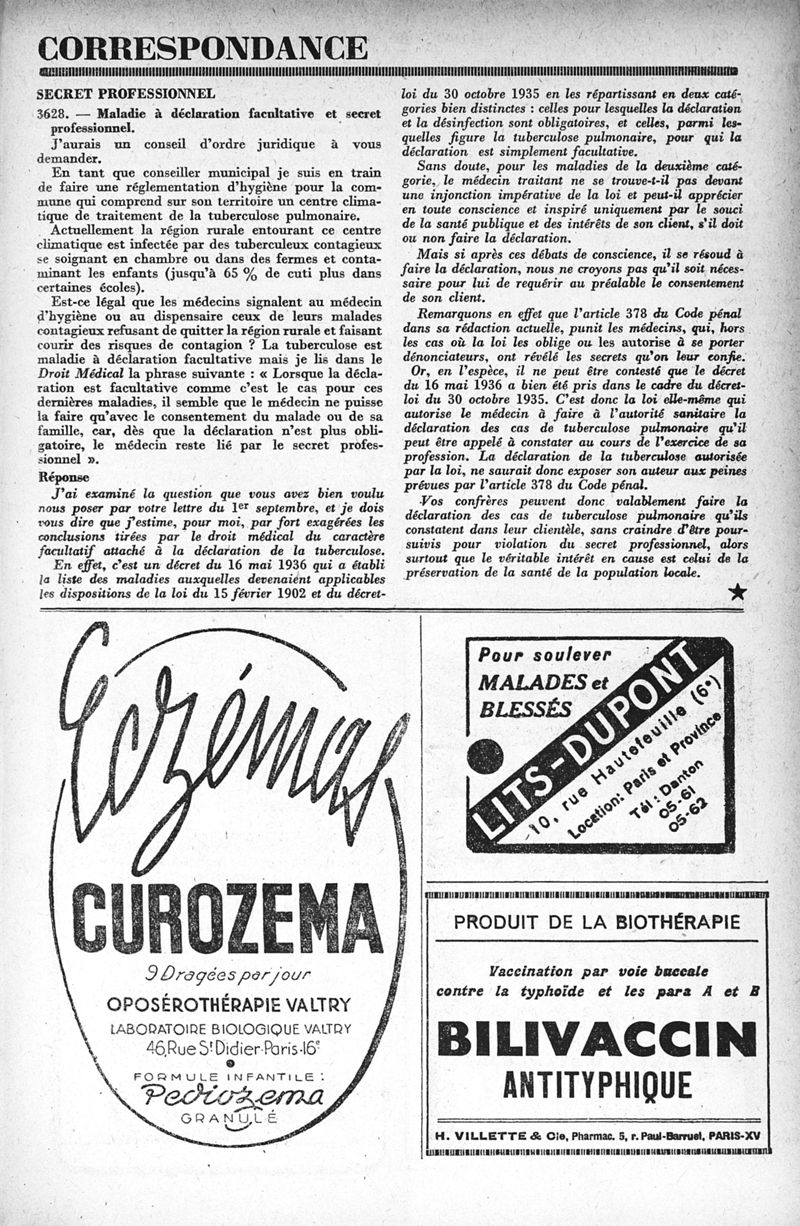 CORRESPONDANCE
SECRET PROFESSIONNEL
3628. — Maladie à déclaration facultative et secret
professionnel.
J'aurais un conseil d'ordre juridique à vous
demander.
En tant que conseiller municipal je suis en train
de faire une réglementation d'hygiène pour la com-
mune qui comprend sur son territoire un centre clima-
tique de traitement de la tuberculose pulmonaire.
Actuellement la région rurale entourant ce centre
climatique est infectée par des tuberculeux contagieux
se soignant en chambre ou dans des fermes et conta-
minant les enfants (jusqu'à 65 % de cuti plus dans
certaines écoles).
Est-ce légal que les médecins signalent au médecin
d'hygiène ou au dispensaire ceux de leurs malades
contagieux refusant de quitter la région rurale et faisant
courir des risques de contagion ? La tuberculose est
maladie à déclaration facultative mais je lis dans le
Droit Médical la phrase suivante : « Lorsque la décla-
ration est facultative comme c'est le cas pour ces
dernières maladies, il semble que le médecin ne puisse
la faire qu'avec le consentement du malade ou de sa
famille, car, dès que la déclaration n'est plus obli-
gatoire, le médecin reste lié par le secret profes-
sionnel ».
Réponse
J'ai examiné la question que vous avez bien voulu
nous poser par votre lettre du 1er septembre, et je dois
vous dire que j'estime, pour moi, par fort exagérées les
conclusions tirées par le droit médical du caractère
facultatif attaché à la déclaration de la tuberculose.
En effet, c'est un décret du 16 mai 1936 qui a établi
la liste des maladies auxquelles devenaient applicables
les dispositions de la loi du 15 février 1902 et du décret-
loi du 30 octobre 1935 en les répartissant en deux caté-
gories bien distinctes : celles pour lesquelles la déclaration
et la désinfection sont obligatoires, et celles, parmi les-
quelles figure la tuberculose pulmonaire, pour qui la
déclaration est simplement facultative.
Sans doute, pour les maladies de la deuxième caté-
gorie, le médecin traitant ne se trouve-t-il pas devant
une injonction impérative de la loi et peut-il apprécier
en toute conscience et inspiré uniquement par le souci
de la santé publique et des intérêts de son client, s'il doit
ou non faire la déclaration.
Mais si après ces débats de conscience, il se résoud à
faire la déclaration, nous ne croyons pas qu'il soit néces-
saire pour lui de requérir au préalable le consentement
de son client.
Remarquons en effet que l'article 378 du Code pénal
dans sa rédaction actuelle, punit les médecins, qui, hors
les cas où la loi les oblige ou les autorise à se porter
dénonciateurs, ont révélé les secrets qu'on leur confie.
Or, en l'espèce, il ne peut être contesté que le décret
du 16 mai 1936 a bien été pris dans le cadre du décret-
loi du 30 octobre 1935. C'est donc la loi elle-même qui
autorise le médecin à faire à l'autorité sanitaire la
déclaration des cas de tuberculose pulmonaire qu'il
peut être appelé à constater au cours de l'exercice de sa
profession. La déclaration de la tuberculose autorisée
par la loi, ne saurait donc exposer son auteur aux peines
prévues par l'article 378 du Code pénal.
Vos confrères peuvent donc valablement faire la
déclaration des cas de tuberculose pulmonaire qu'ils
constatent dans leur clientèle, sans craindre d'être pour-
suivis pour violation du secret professionnel, alors
surtout que le véritable intérêt en cause est celui de la
préservation de la santé de la population locale.
Eczémas
CUROZEMA
9 Dragées par jour
OPOSÉROTHÉRAPIE VALTRY
LABORATOIRE BIOLOGIQUE VALTRY
46, Rue St Didier-Paris-16e
FORMULE INFANTILE :
Pediozema
GRANULÉ
Pour soulever
MALADES et
BLESSÉS
LITS-DUPONT
10, rue Hautefeuille (6e)
Location: Paris et Province
Tél : Danton
05-61
05-62
PRODUIT DE LA BIOTHÉRAPIE
Vaccination par voie buccale
contre la typhoïde et les para A et B
BILIVACCIN
ANTITYPHIQUE
H. VILLETTE & Cie, Pharmac. 5, r. Paul-Barruel, PARIS-XV